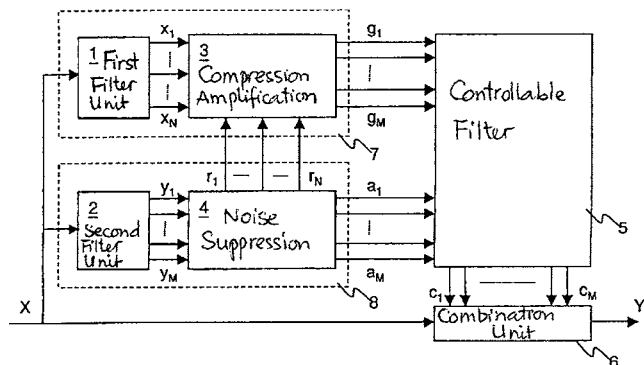 1 First
Filter
Unit
x1
xN
3
Compression
Amplification
g1
gM
Controllable
Filter
7
r1
rN
2
Second
Filter
Unit
y1
yM
4 Noise
Suppression
a1
aM
5
8
c1
cM
X
Combination
Unit
Y
6